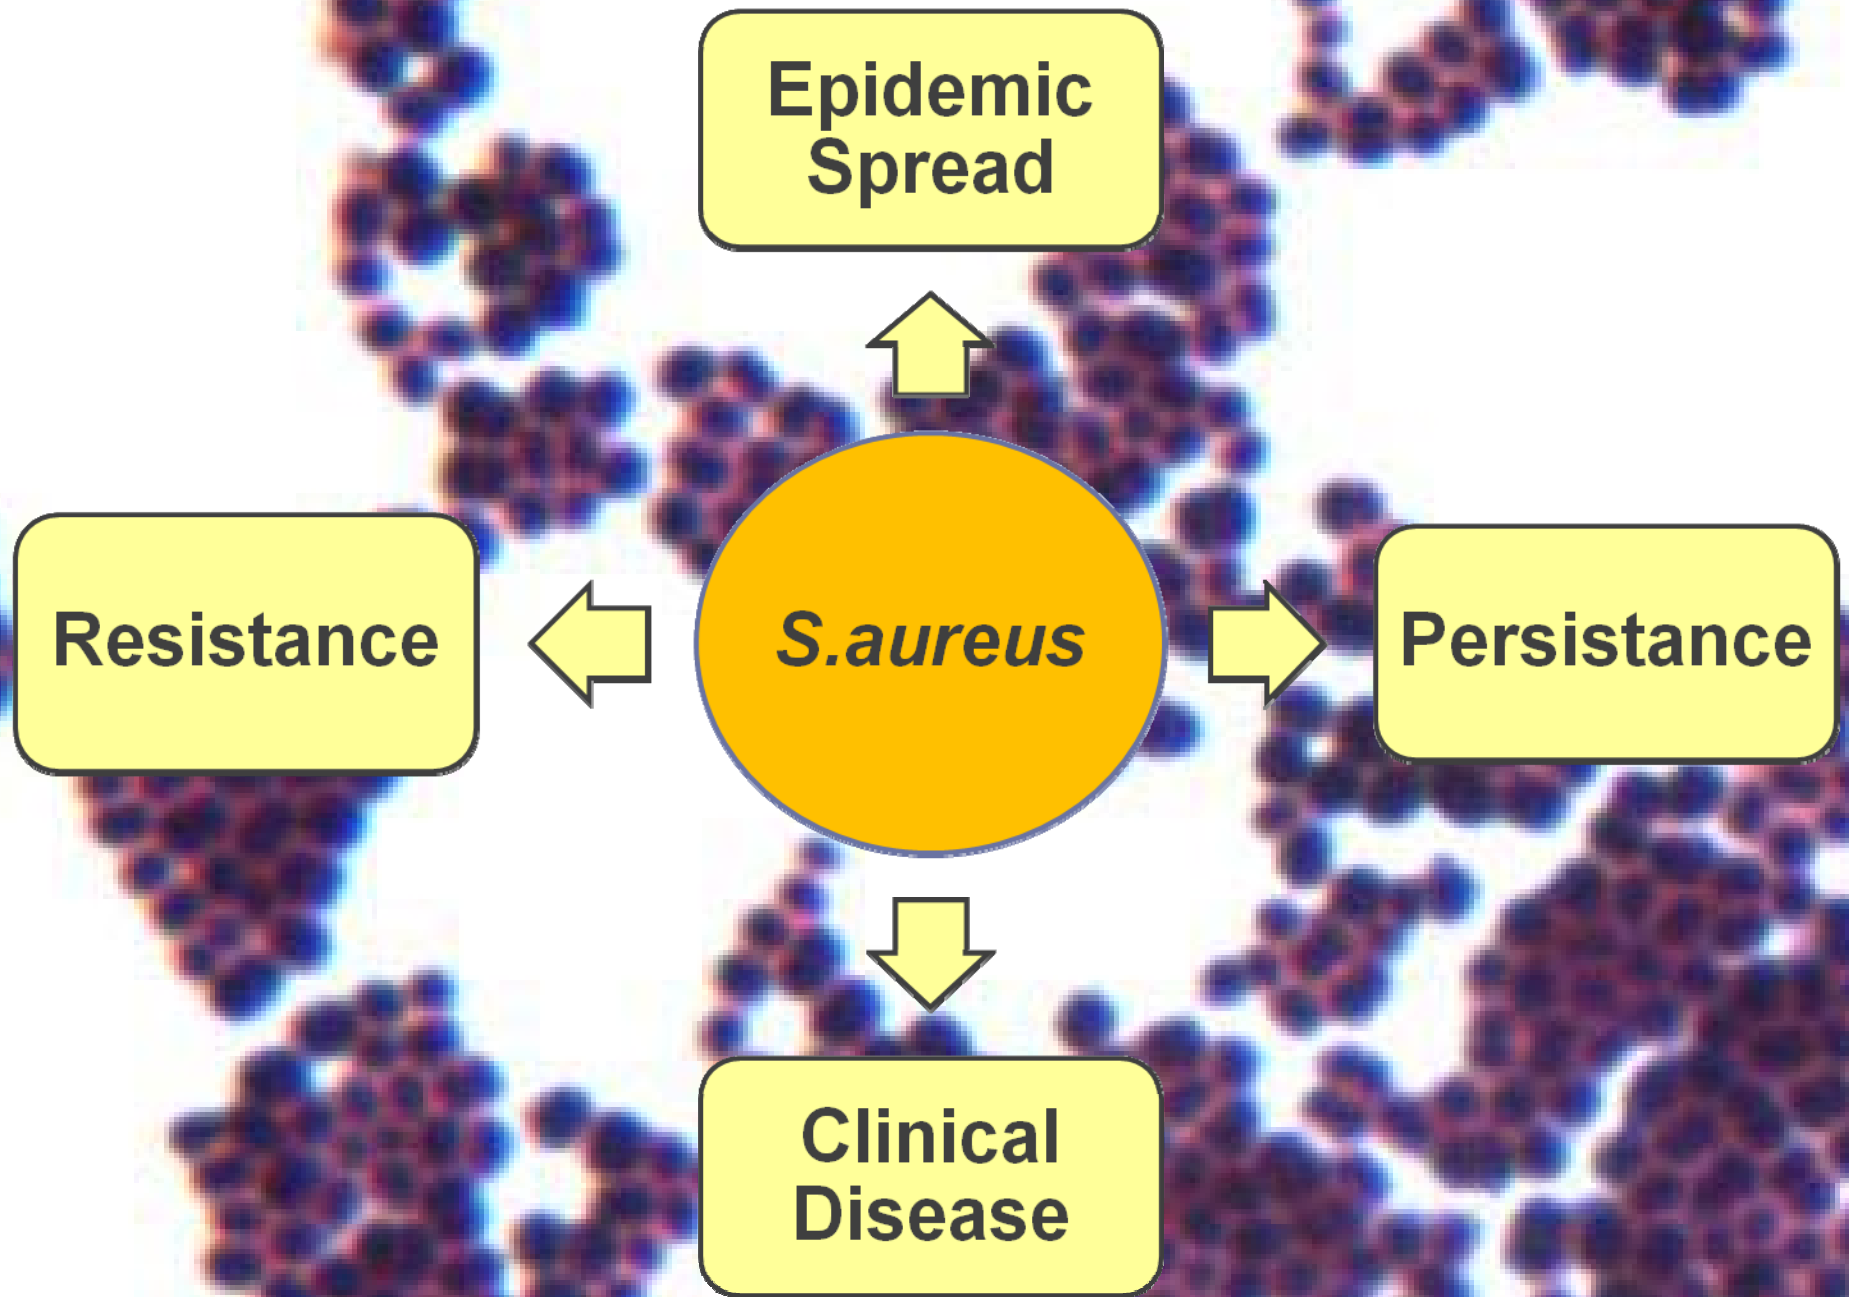 Epidemic
Spread
Resistance
S.aureus
Persistance
Clinical
Disease